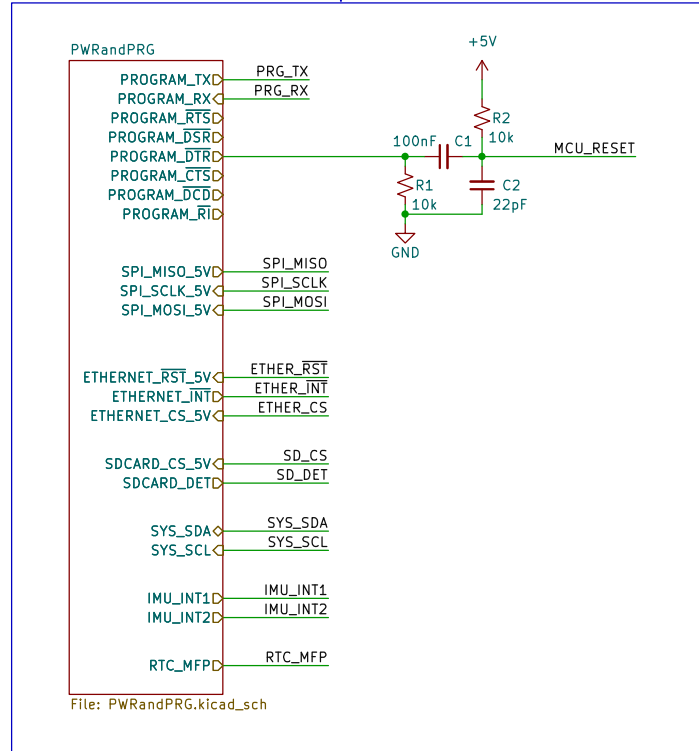 PWRandPRG
PROGRAM_TX PRG_TX
PROGRAM_RX PRG_RX
PROGRAM_RTS
PROGRAM_DSR
PROGRAM_DTR
PROGRAM_CTS
PROGRAM_DCD
PROGRAM_RI
+5V
R2
10k
100nF C1
MCU_RESET
R1
10k
C2
22pF
GND
SPI_MISO_5V SPI_MISO
SPI_SCLK_5V SPI_SCLK
SPI_MOSI_5V SPI_MOSI
ETHERNET_RST_5V ETHER_RST
ETHERNET_INT ETHER_INT
ETHERNET_CS_5V ETHER_CS
SDCARD_CS_5V SD_CS
SDCARD_DET SD_DET
SYS_SDA SYS_SDA
SYS_SCL SYS_SCL
IMU_INT1 IMU_INT1
IMU_INT2 IMU_INT2
RTC_MFP RTC_MFP
File: PWRandPRG.kicad_sch